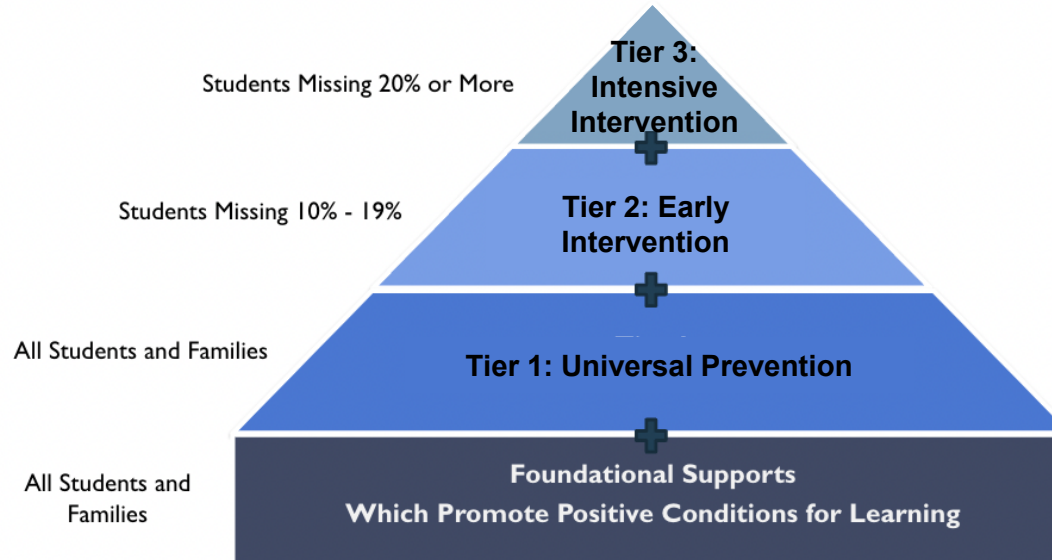 Students Missing 20% or More
Tier 3:
Intensive
Intervention
Students Missing 10% - 19%
Tier 2: Early
Intervention
All Students and Families
Tier 1: Universal Prevention
All Students and
Families
Foundational Supports
Which Promote Positive Conditions for Learning